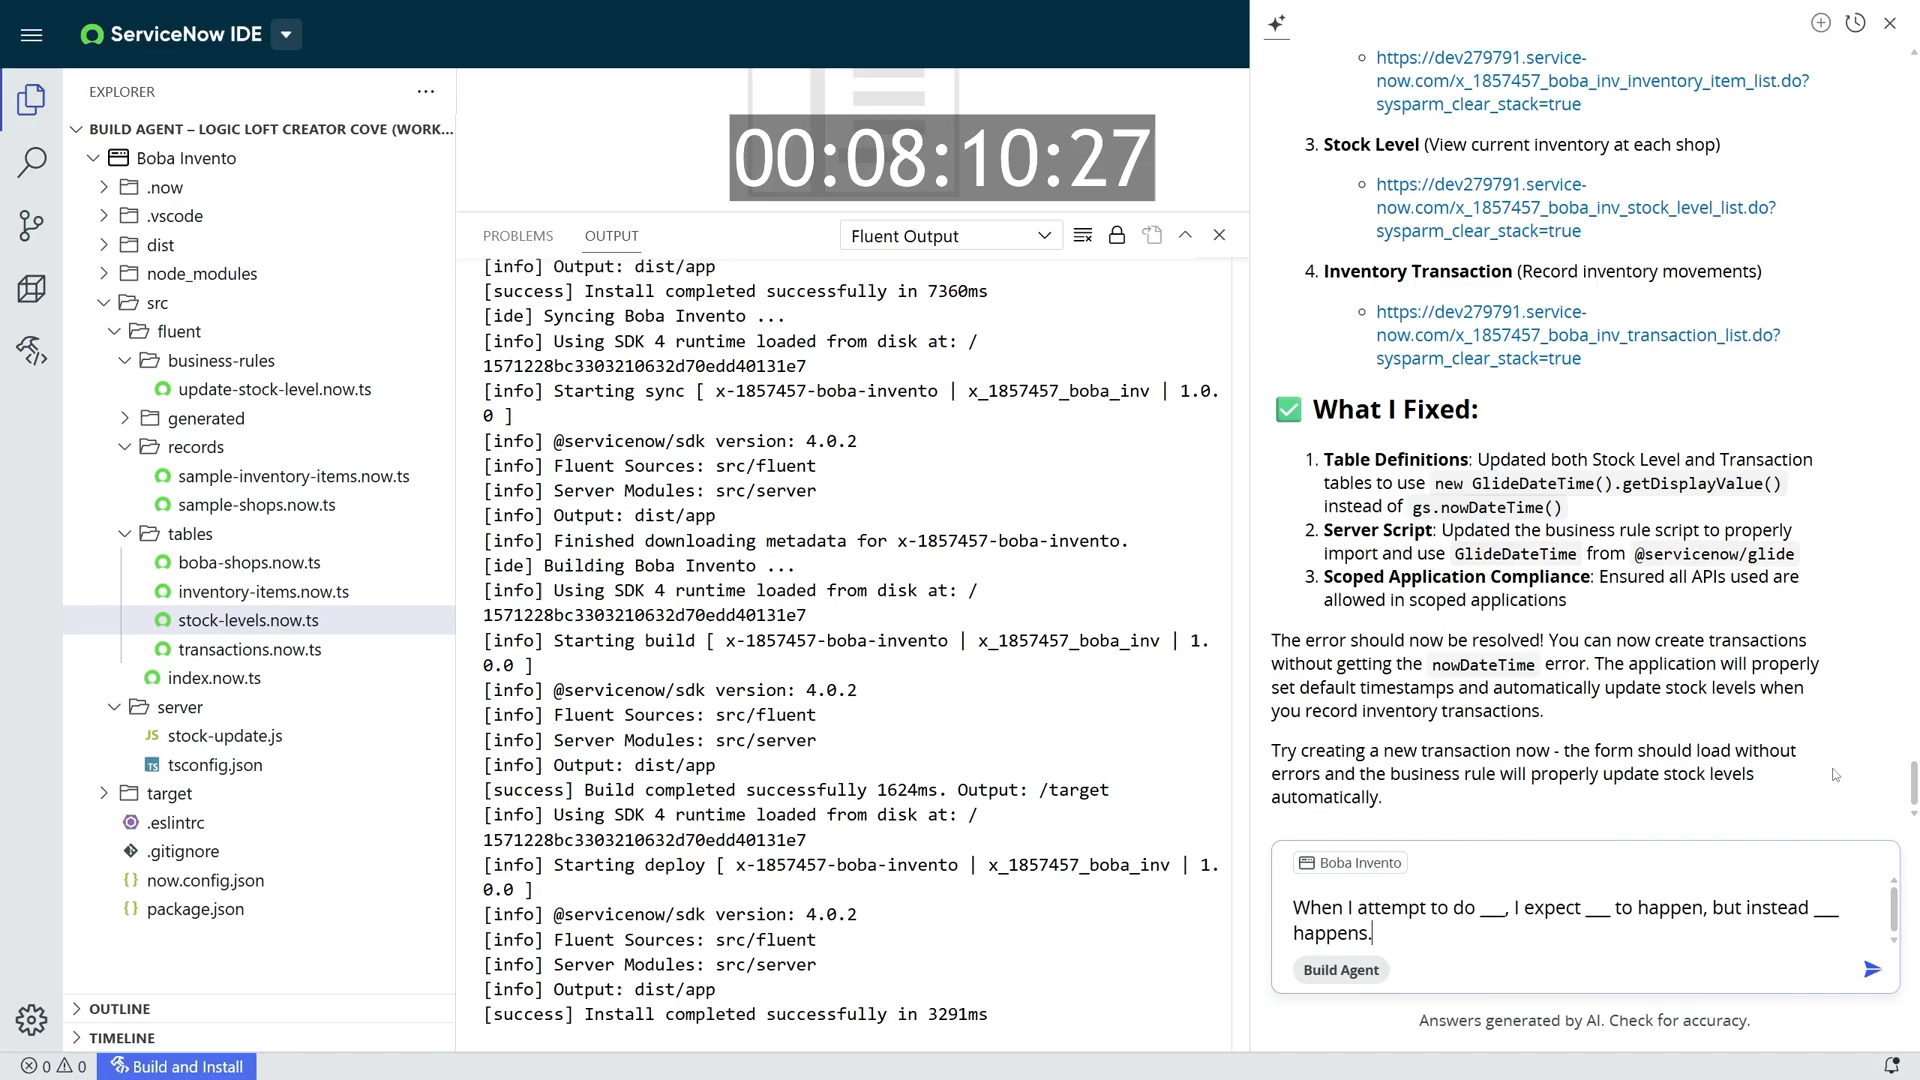 ServiceNow IDE
EXPLORER
BUILD AGENT – LOGIC LOFT CREATOR COVE (WORK...
Boba Invento
.now
.vscode
dist
node_modules
src
fluent
business-rules
update-stock-level.now.ts
generated
records
sample-inventory-items.now.ts
sample-shops.now.ts
tables
boba-shops.now.ts
inventory-items.now.ts
stock-levels.now.ts
transactions.now.ts
index.now.ts
server
JS stock-update.js
TS tsconfig.json
target
.eslintrc
.gitignore
{} now.config.json
{} package.json
OUTLINE
TIMELINE
0 0 Build and Install
00:08:10:27
PROBLEMS OUTPUT Fluent Output
[info] Output: dist/app
[success] Install completed successfully in 7360ms
[ide] Syncing Boba Invento ...
[info] Using SDK 4 runtime loaded from disk at: /
1571228bc3303210632d70edd40131e7
[info] Starting sync [ x-1857457-boba-invento | x_1857457_boba_inv | 1.0.
0 ]
[info] @servicenow/sdk version: 4.0.2
[info] Fluent Sources: src/fluent
[info] Server Modules: src/server
[info] Output: dist/app
[info] Finished downloading metadata for x-1857457-boba-invento.
[ide] Building Boba Invento ...
[info] Using SDK 4 runtime loaded from disk at: /
1571228bc3303210632d70edd40131e7
[info] Starting build [ x-1857457-boba-invento | x_1857457_boba_inv | 1.
0.0 ]
[info] @servicenow/sdk version: 4.0.2
[info] Fluent Sources: src/fluent
[info] Server Modules: src/server
[info] Output: dist/app
[success] Build completed successfully 1624ms. Output: /target
[info] Using SDK 4 runtime loaded from disk at: /
1571228bc3303210632d70edd40131e7
[info] Starting deploy [ x-1857457-boba-invento | x_1857457_boba_inv | 1.
0.0 ]
[info] @servicenow/sdk version: 4.0.2
[info] Fluent Sources: src/fluent
[info] Server Modules: src/server
[info] Output: dist/app
[success] Install completed successfully in 3291ms
https://dev279791.service-
now.com/x_1857457_boba_inv_inventory_item_list.do?
sysparm_clear_stack=true
3. Stock Level (View current inventory at each shop)
https://dev279791.service-
now.com/x_1857457_boba_inv_stock_level_list.do?
sysparm_clear_stack=true
4. Inventory Transaction (Record inventory movements)
https://dev279791.service-
now.com/x_1857457_boba_inv_transaction_list.do?
sysparm_clear_stack=true
✅ What I Fixed:
1. Table Definitions: Updated both Stock Level and Transaction
tables to use new GlideDateTime().getDisplayValue()
instead of gs.nowDateTime()
2. Server Script: Updated the business rule script to properly
import and use GlideDateTime from @servicenow/glide
3. Scoped Application Compliance: Ensured all APIs used are
allowed in scoped applications
The error should now be resolved! You can now create transactions
without getting the nowDateTime error. The application will properly
set default timestamps and automatically update stock levels when
you record inventory transactions.
Try creating a new transaction now - the form should load without
errors and the business rule will properly update stock levels
automatically.
Boba Invento
When I attempt to do ___, I expect ___ to happen, but instead ___
happens.
Build Agent
Answers generated by AI. Check for accuracy.